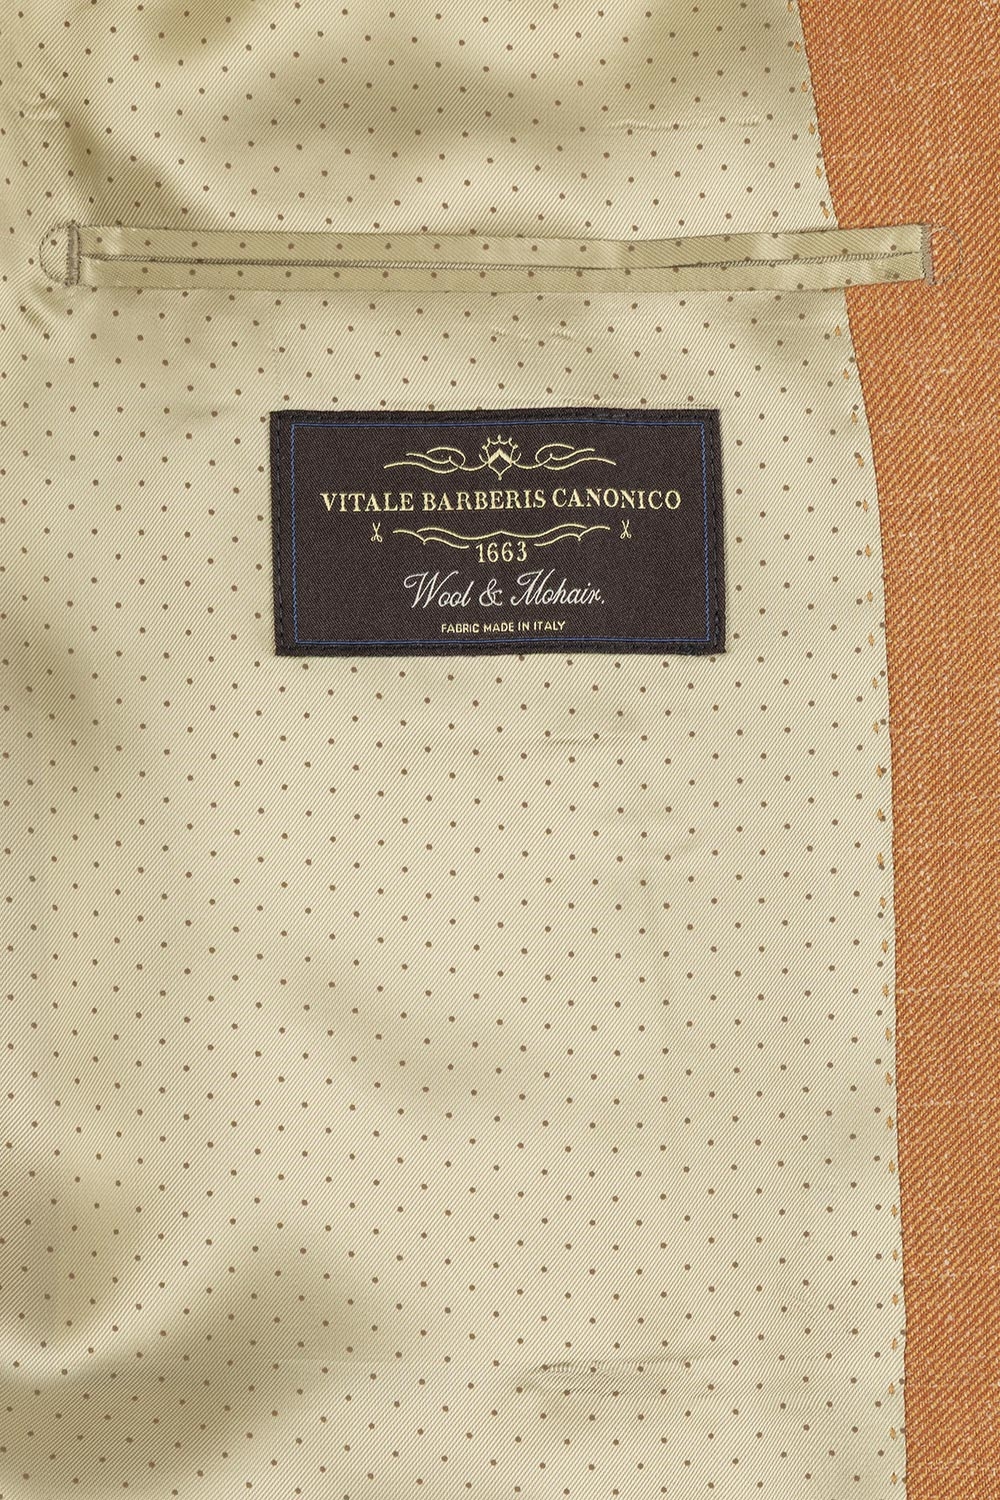 VITALE BARBERIS CANONICO
1663
Wool & Mohair.
FABRIC MADE IN ITALY